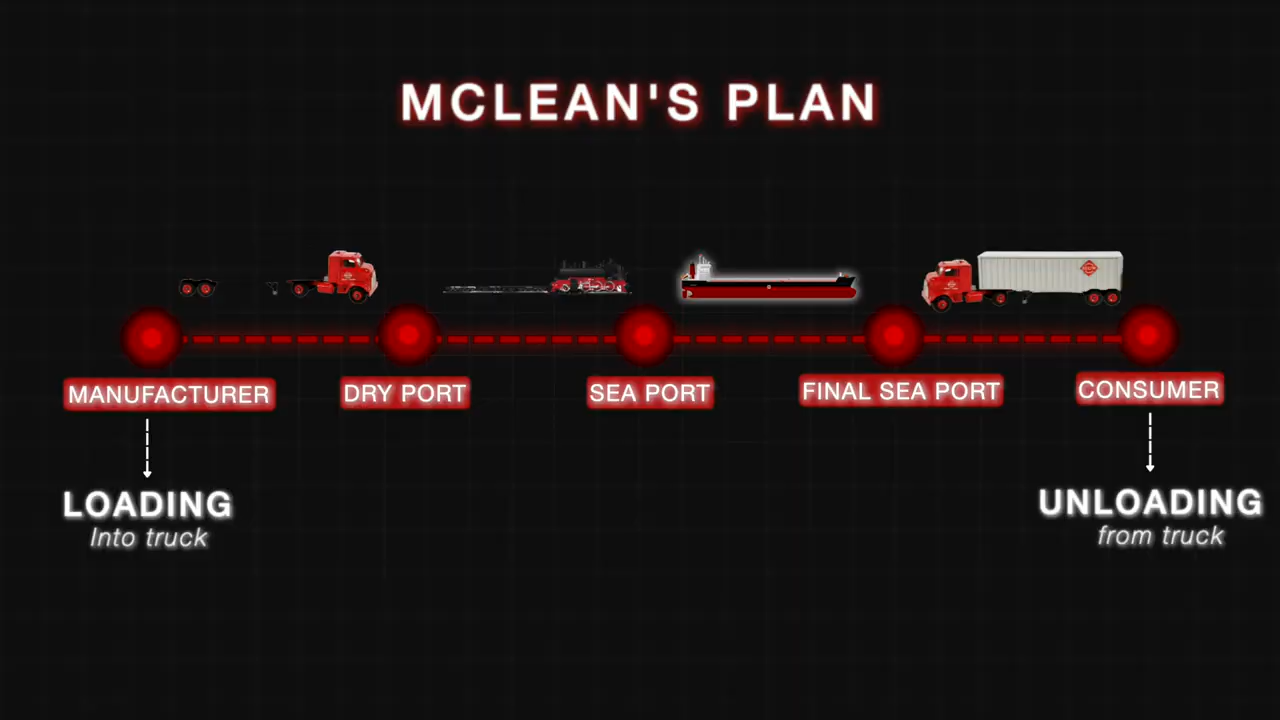 MCLEAN'S PLAN
MANUFACTURER
DRY PORT
SEA PORT
FINAL SEA PORT
CONSUMER
LOADING
Into truck
UNLOADING
from truck